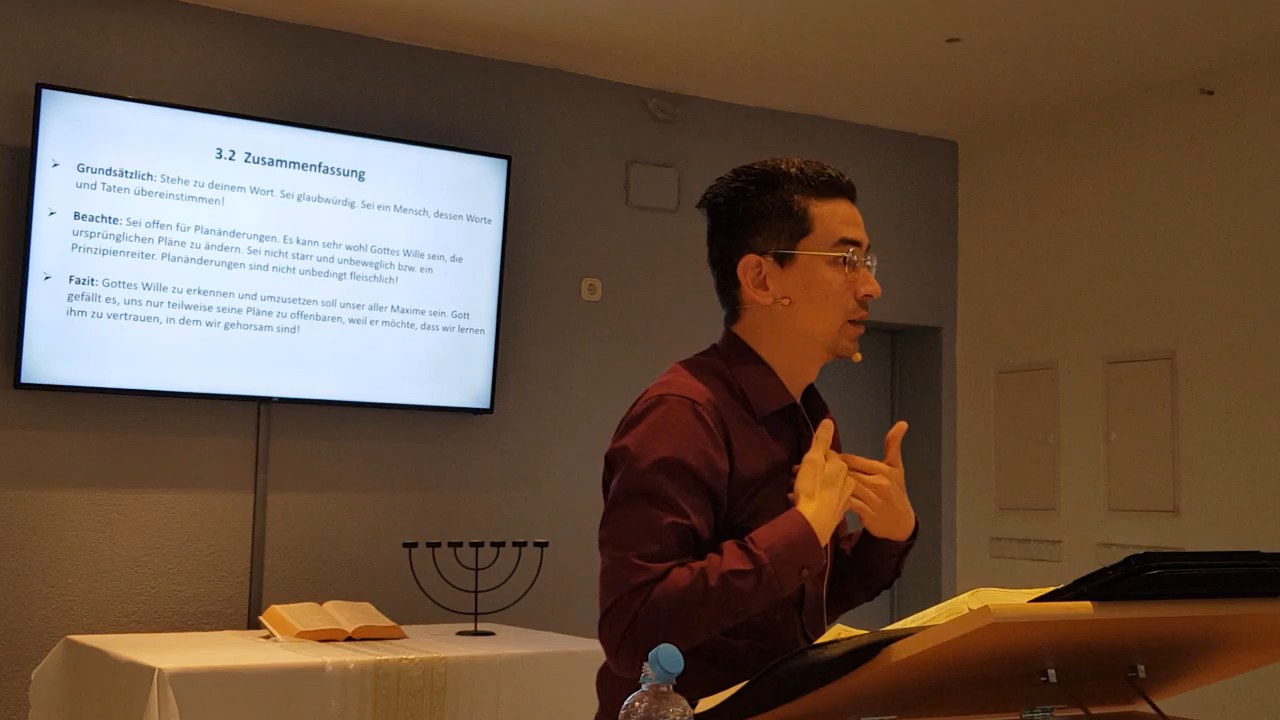 3.2 Zusammenfassung
➢ Grundsätzlich: Stehe zu deinem Wort. Sei glaubwürdig. Sei ein Mensch, dessen Worte
und Taten übereinstimmen!
➢ Beachte: Sei offen für Planänderungen. Es kann sehr wohl Gottes Wille sein, die
ursprünglichen Pläne zu ändern. Sei nicht starr und unbeweglich bzw. ein
Prinzipienreiter. Planänderungen sind nicht unbedingt fleischlich!
➢ Fazit: Gottes Wille zu erkennen und umzusetzen soll unser aller Maxime sein. Gott
gefällt es, uns nur teilweise seine Pläne zu offenbaren, weil er möchte, dass wir lernen
ihm zu vertrauen, in dem wir gehorsam sind!